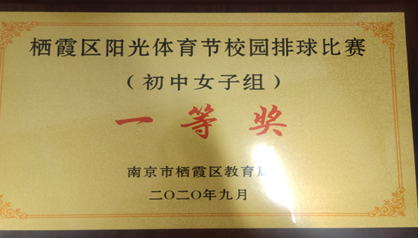 栖霞区阳光体育节校园排球比赛
（初中女子组）
一等奖
南京市栖霞区教育局
二〇二〇年九月